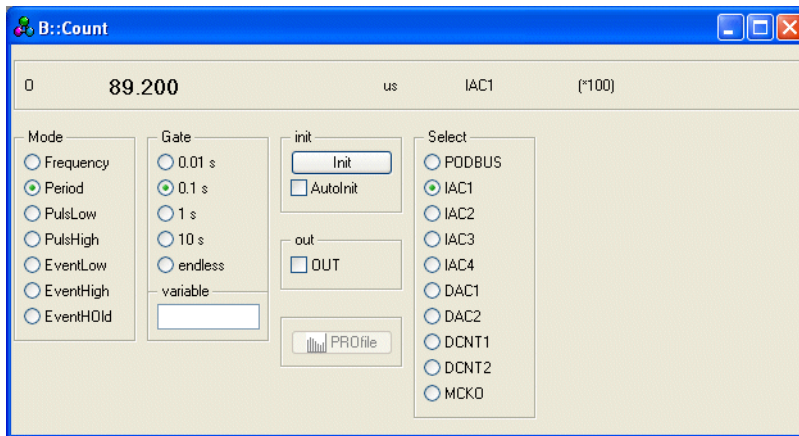 B::Count
0 89.200 us IAC1 (*100)
Mode
Frequency
Period
PulsLow
PulsHigh
EventLow
EventHigh
EventHOld
Gate
0.01 s
0.1 s
1 s
10 s
endless
variable
init
Init
AutoInit
out
OUT
PROfile
Select
PODBUS
IAC1
IAC2
IAC3
IAC4
DAC1
DAC2
DCNT1
DCNT2
MCKO